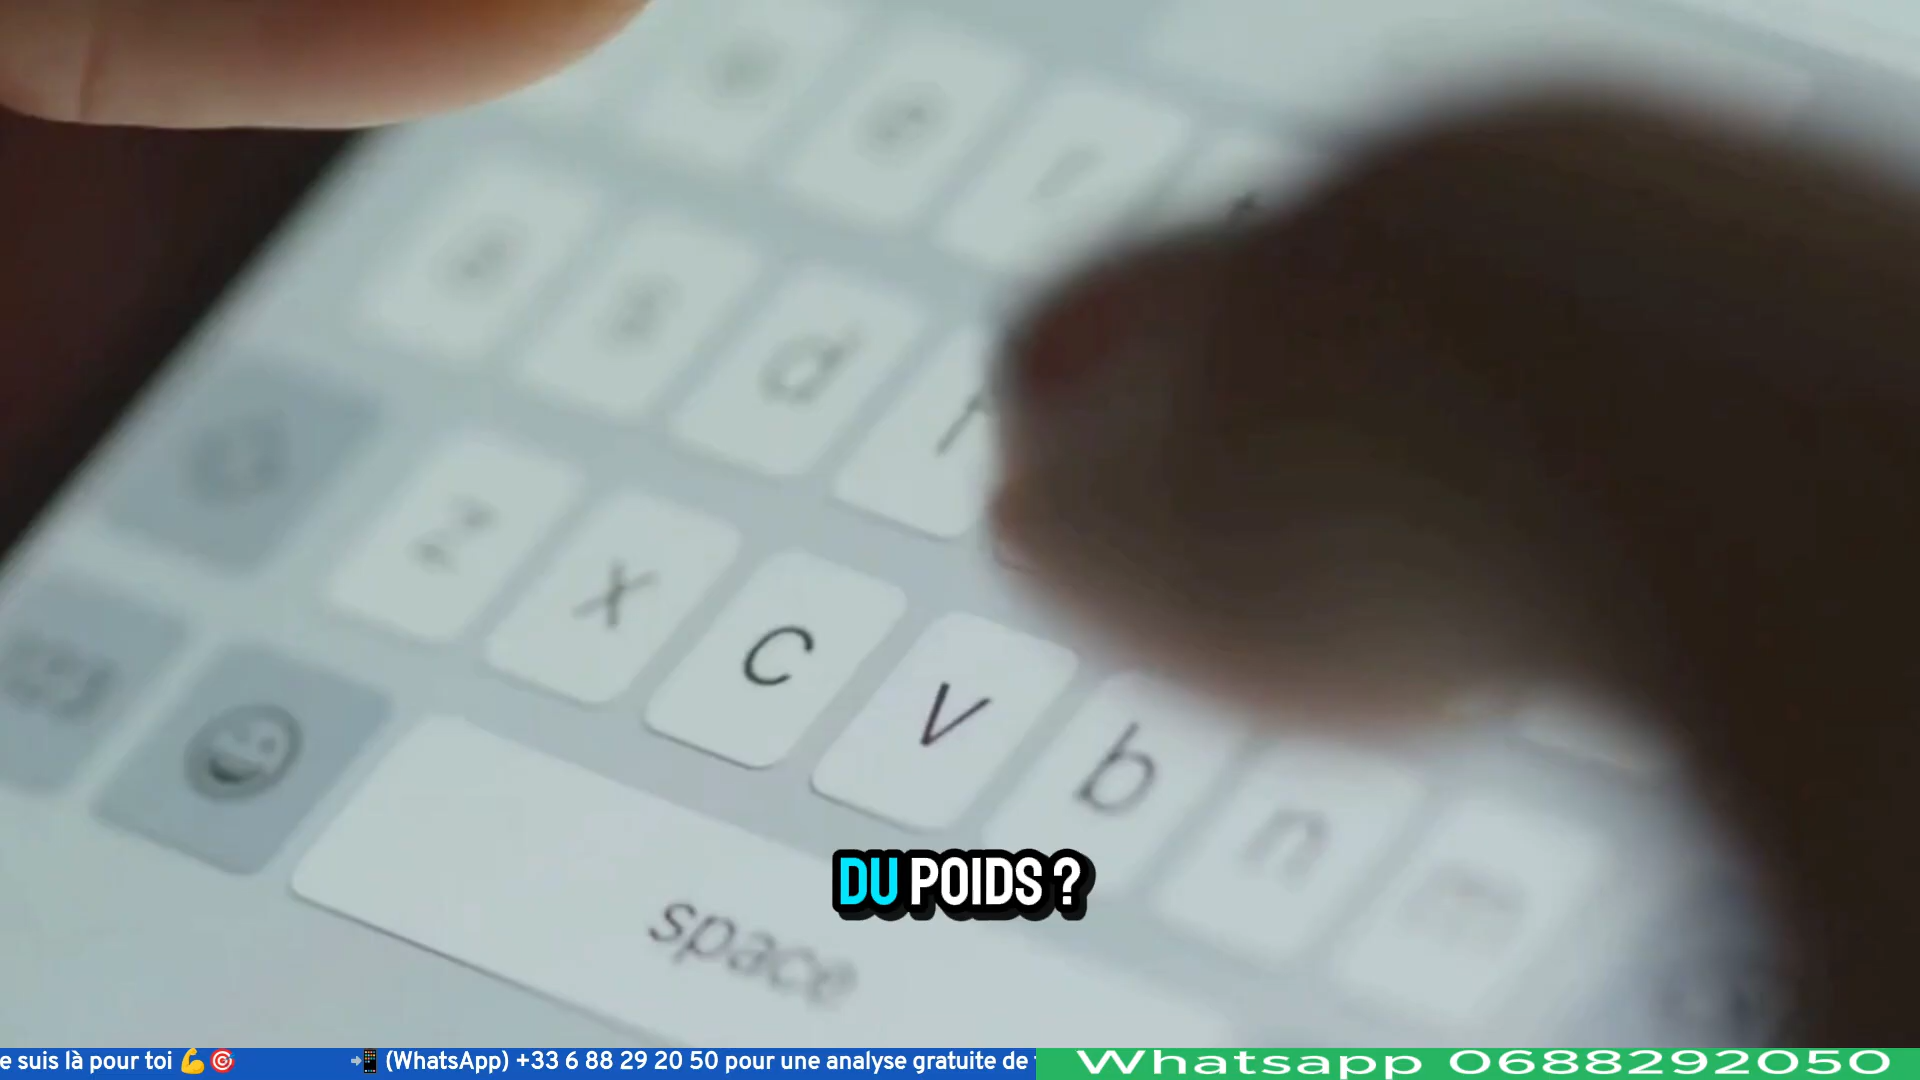 e
r
a
s
d
f
z
x
c
v
b
n
m
space
DU POIDS ?
e suis là pour toi 💪🎯 📲 (WhatsApp) +33 6 88 29 20 50 pour une analyse gratuite de
Whatsapp 0688292050